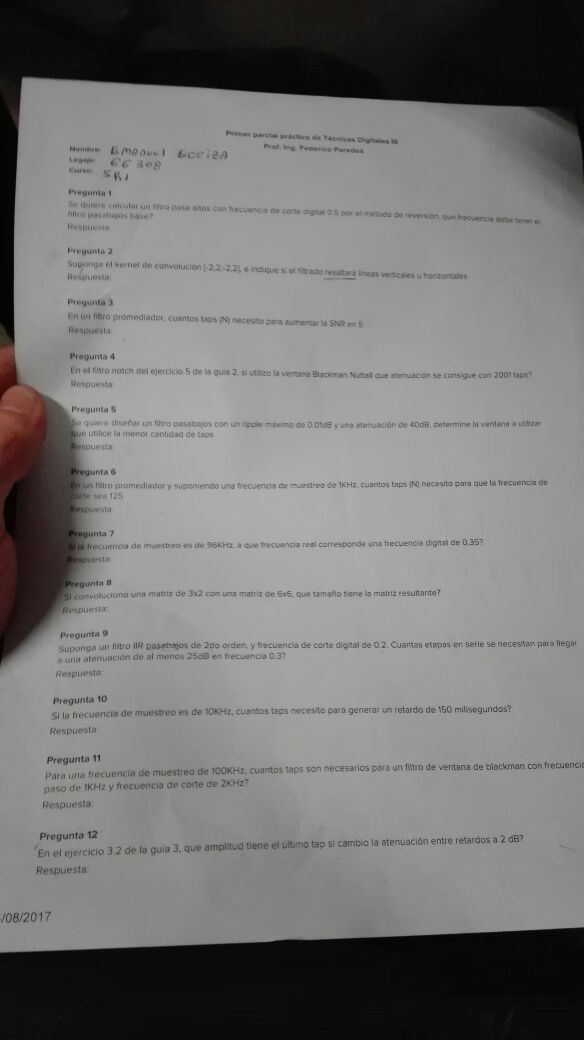 Primer parcial práctico de Técnicas Digitales III
Prof. Ing. Federico Paredes
Nombre: Emanuel
Legajo: 66308
Curso: 5R1
Pregunta 1
Se quiere calcular un filtro pasa altos con frecuencia de corte digital 0.5 por el método de reversión, que frecuencia debe tener el
filtro pasabajos base?
Respuesta:
Pregunta 2
Suponga el kernel de convolución [-2,2;-2,2], e indique si el filtrado resaltará líneas verticales u horizontales
Respuesta:
Pregunta 3
En un filtro promediador, cuantos taps (N) necesito para aumentar la SNR en 5
Respuesta:
Pregunta 4
En el filtro notch del ejercicio 5 de la guía 2, si utilizo la ventana Blackman Nuttall que atenuación se consigue con 2001 taps?
Respuesta:
Pregunta 5
Se quiere diseñar un filtro pasabajos con un ripple máximo de 0.01dB y una atenuación de 40dB, determine la ventana a utilizar
que utilice la menor cantidad de taps
Respuesta:
Pregunta 6
En un filtro promediador y suponiendo una frecuencia de muestreo de 1KHz, cuantos taps (N) necesito para que la frecuencia de
corte sea 125
Respuesta:
Pregunta 7
Si la frecuencia de muestreo es de 96KHz, a que frecuencia real corresponde una frecuencia digital de 0,35?
Respuesta:
Pregunta 8
Si convoluciono una matriz de 3x2 con una matriz de 6x6, que tamaño tiene la matriz resultante?
Respuesta:
Pregunta 9
Suponga un filtro IIR pasabajos de 2do orden, y frecuencia de corte digital de 0.2. Cuantas etapas en serie se necesitan para llegar
a una atenuación de al menos 25dB en frecuencia 0.3?
Respuesta:
Pregunta 10
Si la frecuencia de muestreo es de 10KHz, cuantos taps necesito para generar un retardo de 150 milisegundos?
Respuesta:
Pregunta 11
Para una frecuencia de muestreo de 100KHz, cuantos taps son necesarios para un filtro de ventana de blackman con frecuencia
paso de 1KHz y frecuencia de corte de 2KHz?
Respuesta:
Pregunta 12
En el ejercicio 3.2 de la guía 3, que amplitud tiene el último tap si cambio la atenuación entre retardos a 2 dB?
Respuesta:
/08/2017